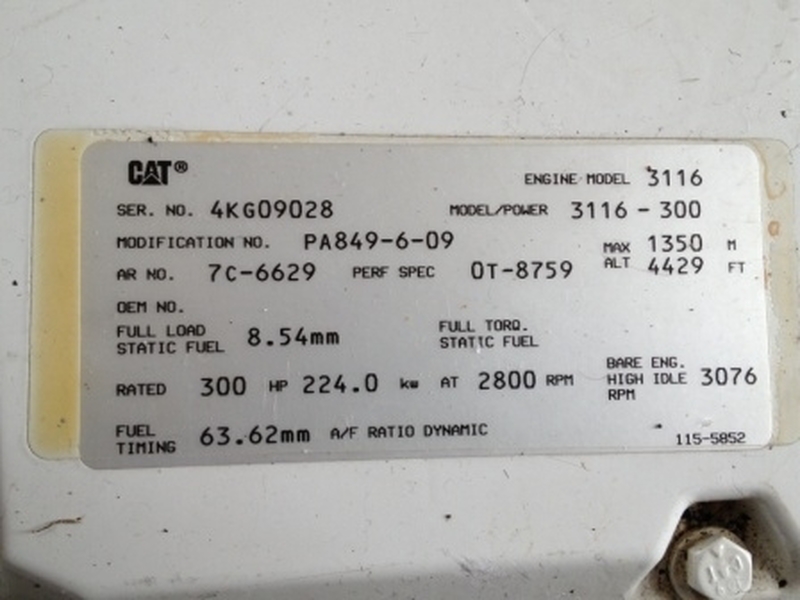 CAT® ENGINE MODEL 3116
SER. NO. 4KG09028 MODEL/POWER 3116 - 300
MODIFICATION NO. PA849-6-09 MAX 1350 M
AR NO. 7C-6629 PERF SPEC 0T-8759 ALT 4429 FT
OEM NO.
FULL LOAD STATIC FUEL 8.54mm FULL TORQ. STATIC FUEL
RATED 300 HP 224.0 kw AT 2800 RPM BARE ENG. HIGH IDLE RPM 3076
FUEL TIMING 63.62mm A/F RATIO DYNAMIC
115-5852